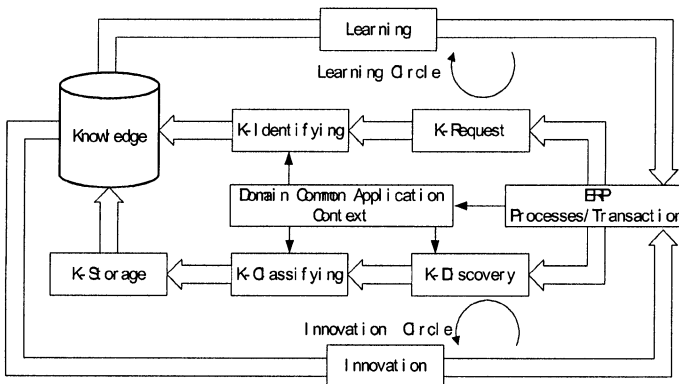 Learning
Learning Circle
Knowledge
K-Identifying
K-Request
Domain Common Application
Context
ERP
Processes/Transaction
K-Storage
K-Classifying
K-Discovery
Innovation Circle
Innovation